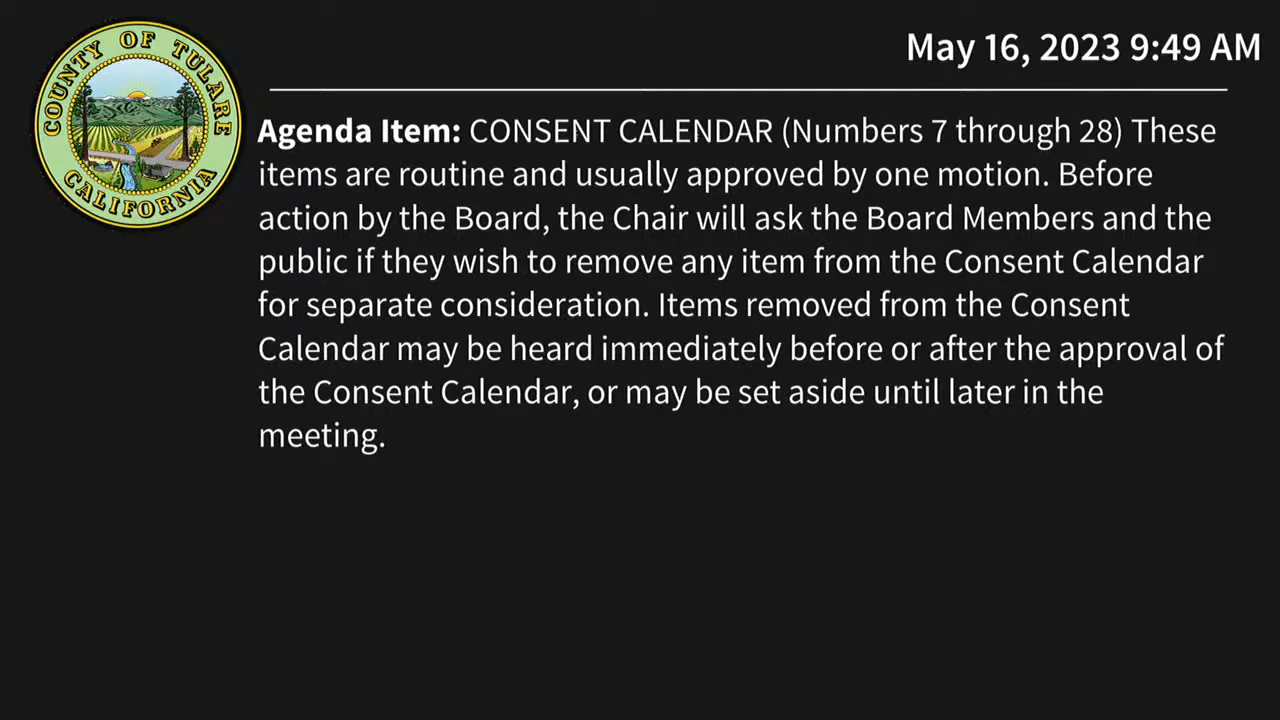 COUNTY OF TULARE
CALIFORNIA
May 16, 2023 9:49 AM
Agenda Item: CONSENT CALENDAR (Numbers 7 through 28) These
items are routine and usually approved by one motion. Before
action by the Board, the Chair will ask the Board Members and the
public if they wish to remove any item from the Consent Calendar
for separate consideration. Items removed from the Consent
Calendar may be heard immediately before or after the approval of
the Consent Calendar, or may be set aside until later in the
meeting.